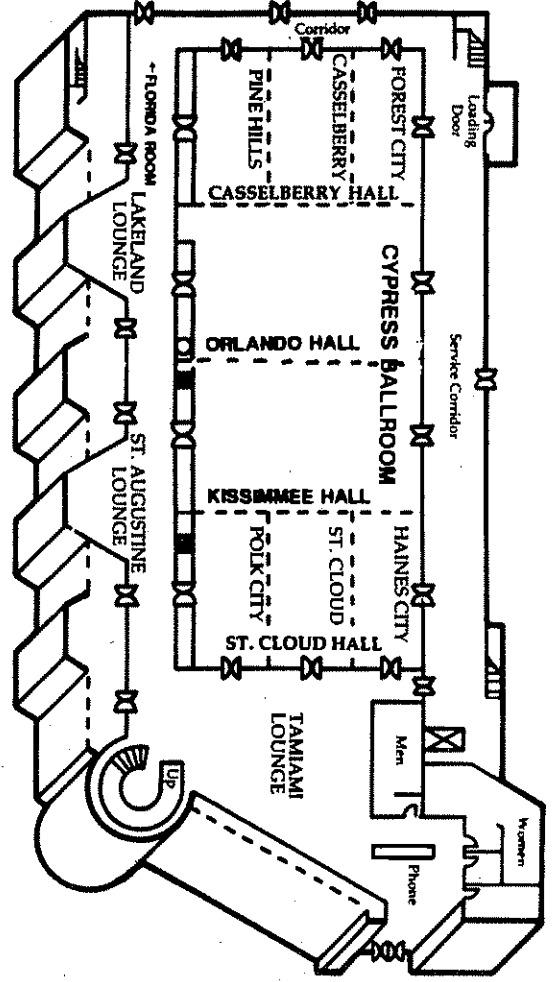 Corridor
FOREST CITY
CASSELBERRY
PINE HILLS
CASSELBERRY HALL
Loading
Door
←FLORIDA ROOM
LAKELAND
LOUNGE
CYPRESS BALLROOM
ORLANDO HALL
Service Corridor
ST. AUGUSTINE
LOUNGE
KISSIMMEE HALL
HAINES CITY
ST. CLOUD
POLK CITY
ST. CLOUD HALL
TAMIAMI
LOUNGE
Men
Women
Phone
Up